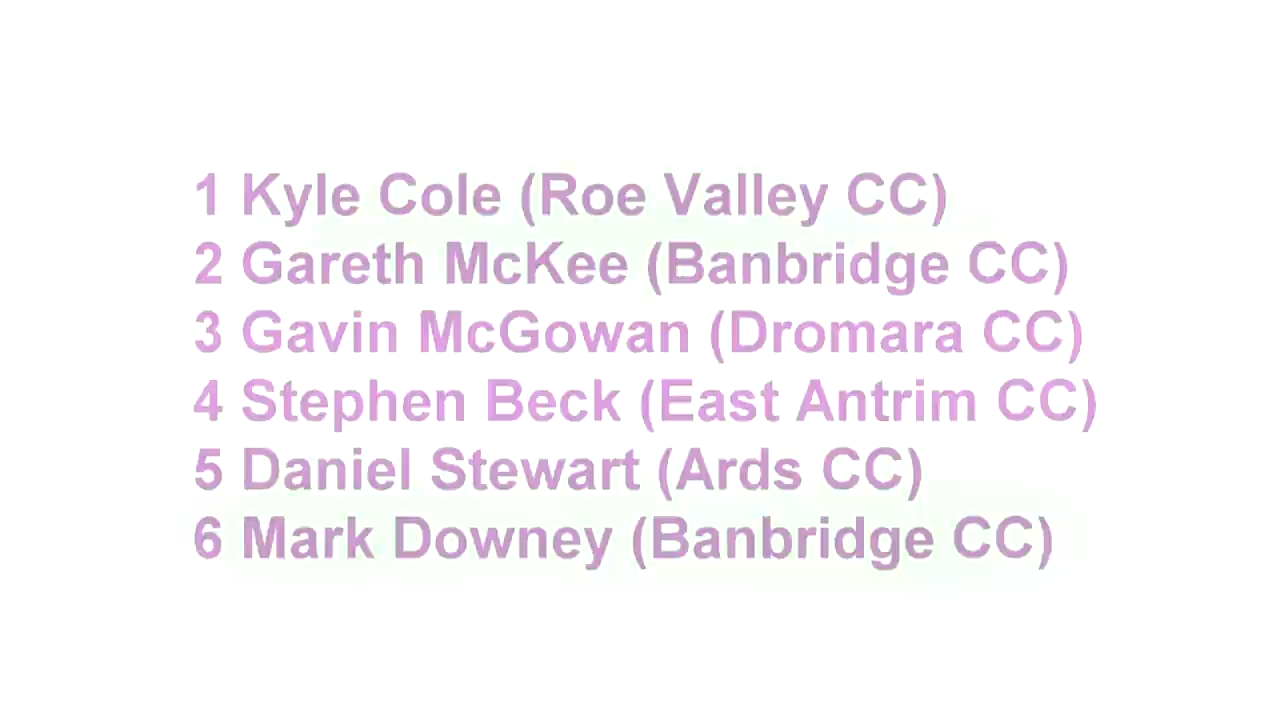 1 Kyle Cole (Roe Valley CC)
2 Gareth McKee (Banbridge CC)
3 Gavin McGowan (Dromara CC)
4 Stephen Beck (East Antrim CC)
5 Daniel Stewart (Ards CC)
6 Mark Downey (Banbridge CC)